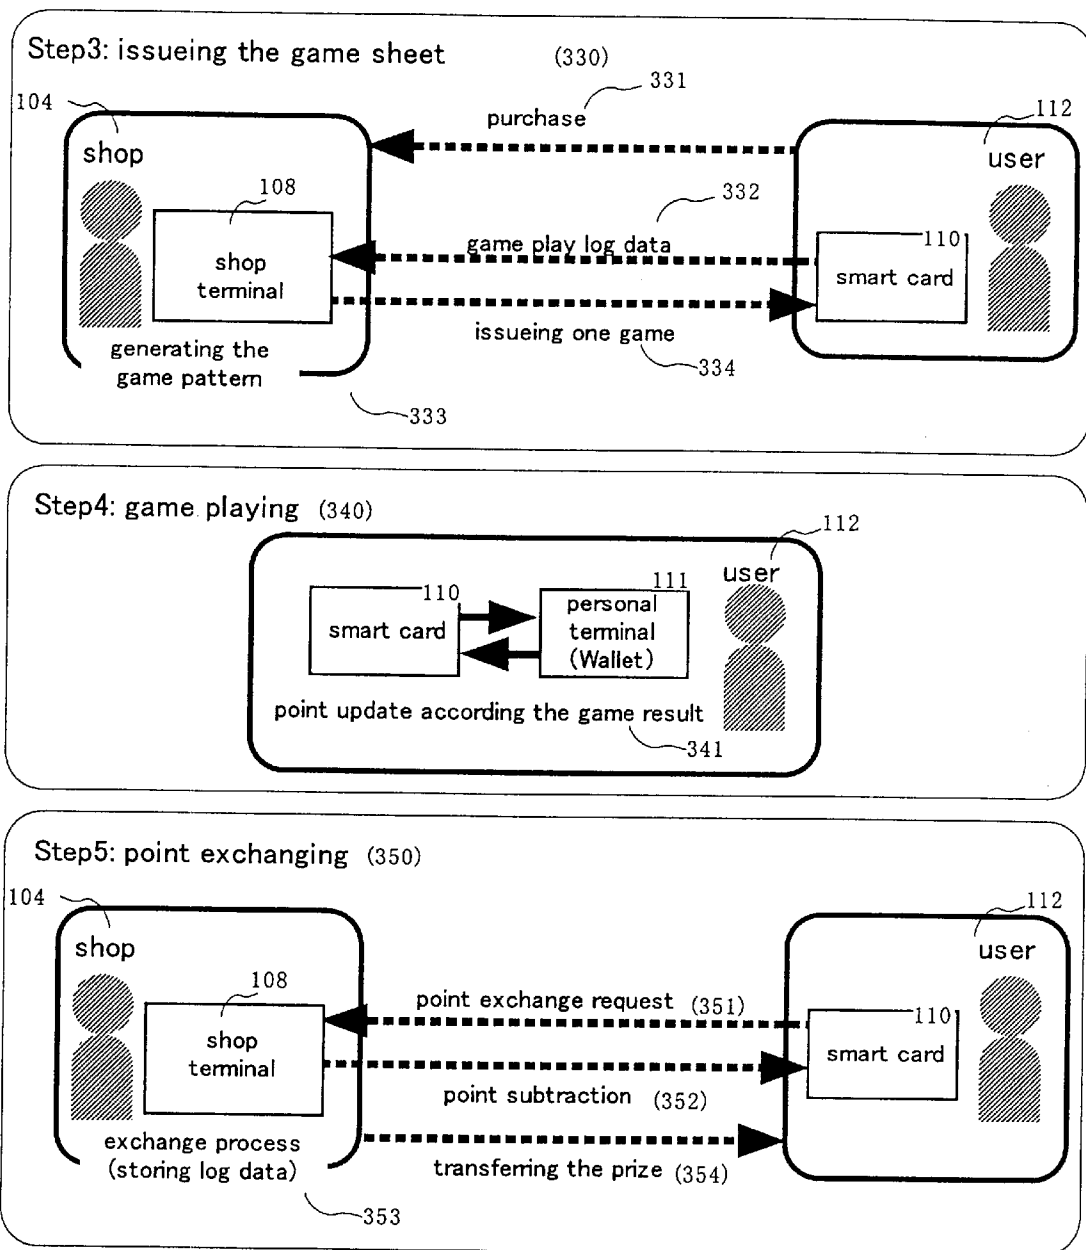 Step3: issueing the game sheet (330)
331
104
purchase
112
shop
user
332
108
110
game play log data
shop
terminal
smart card
issueing one game
334
generating the
game pattern
333
Step4: game playing (340)
112
user
110
111
smart card
personal
terminal
(Wallet)
point update according the game result
341
Step5: point exchanging (350)
104
112
shop
user
108
point exchange request (351)
110
shop
terminal
smart card
point subtraction (352)
exchange process
(storing log data)
transferring the prize (354)
353